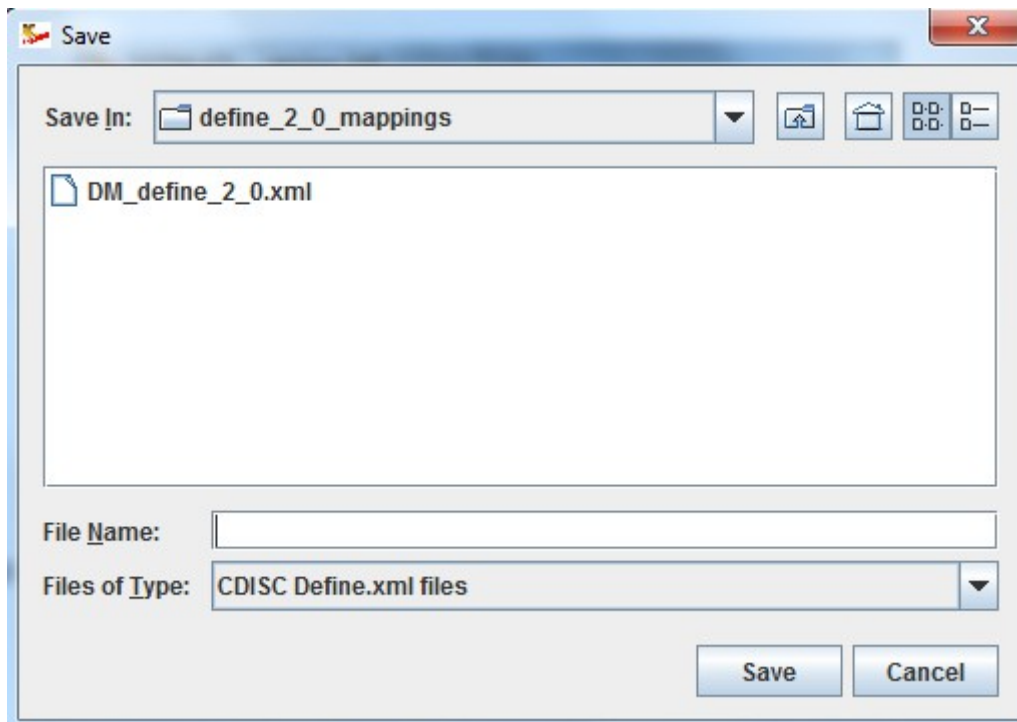 Save
Save In: define_2_0_mappings
DM_define_2_0.xml
File Name:
Files of Type: CDISC Define.xml files
Save Cancel